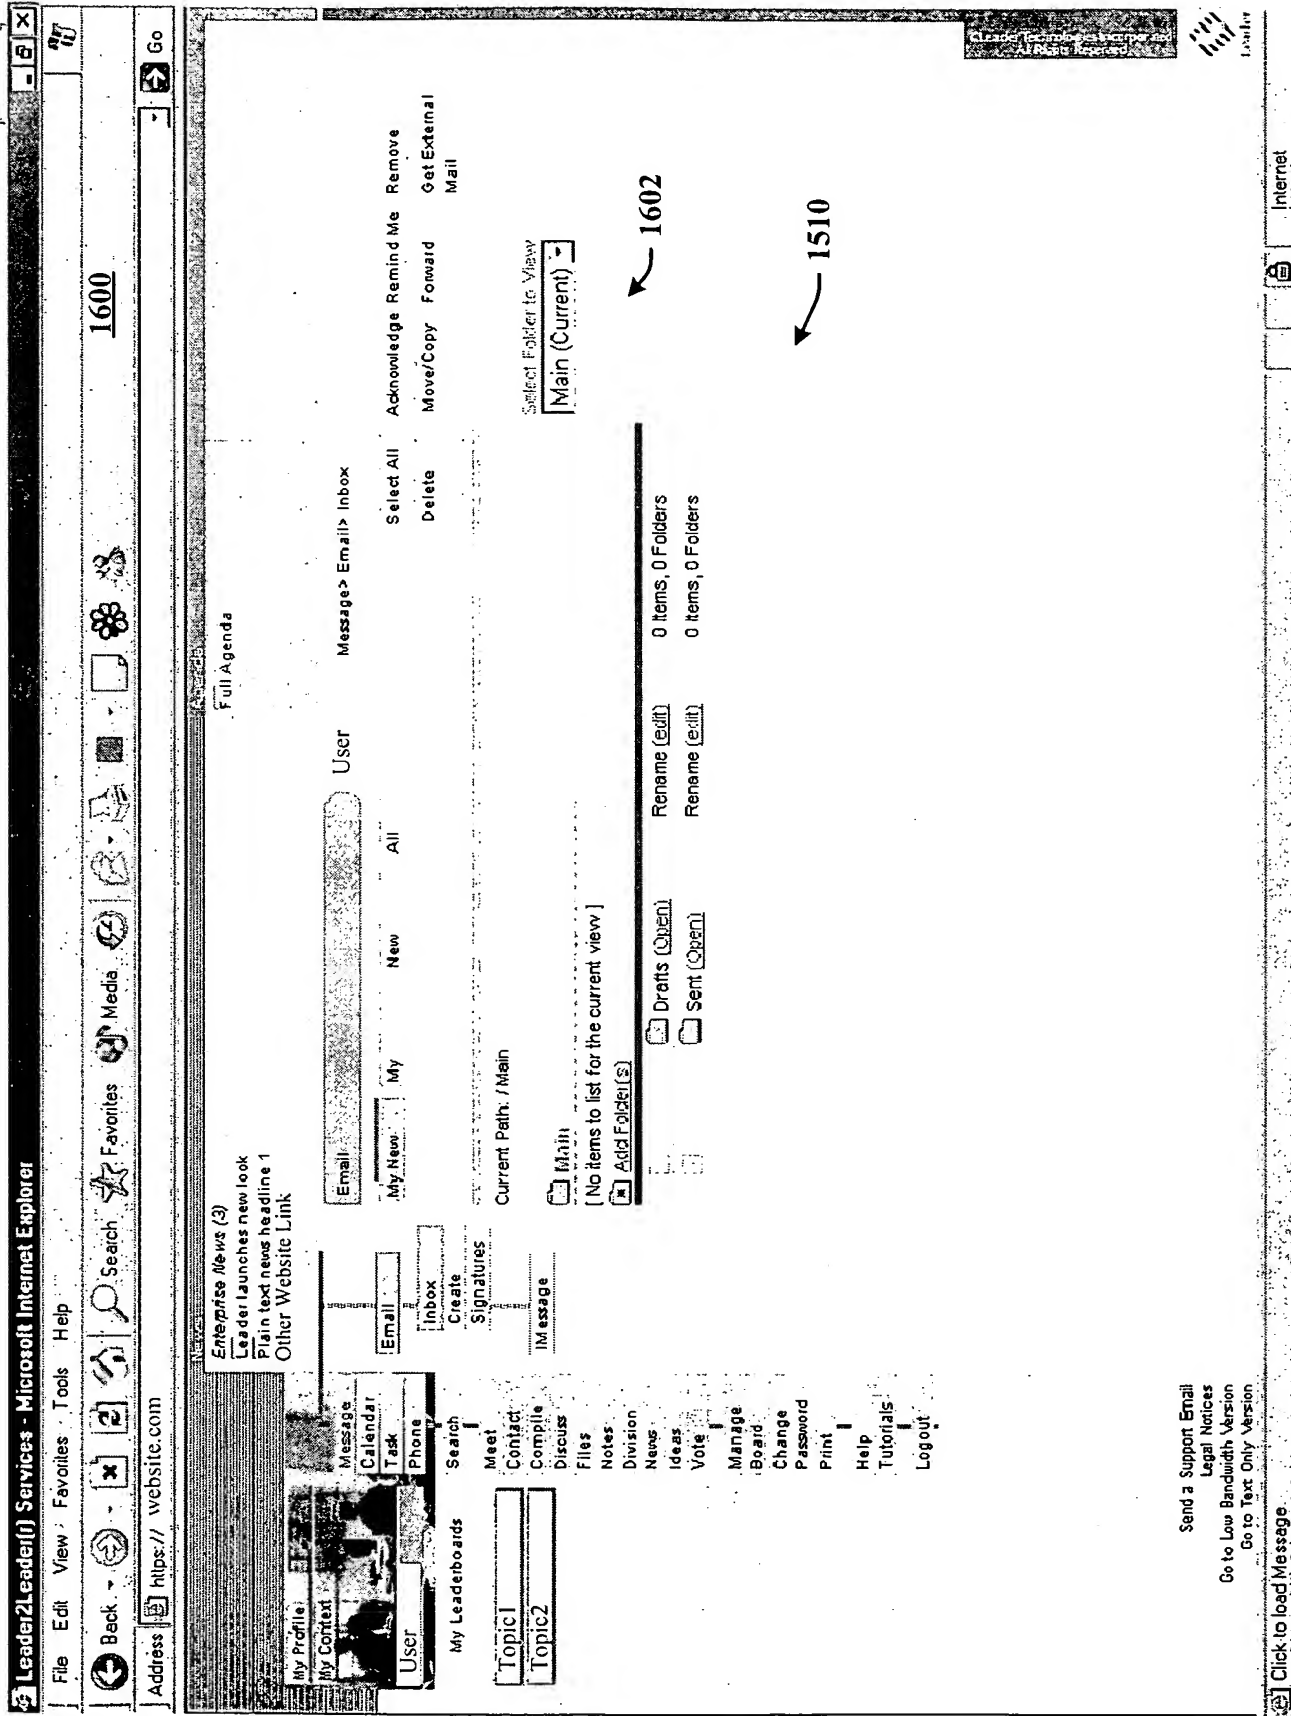 Leader2Leader(r) Services - Microsoft Internet Explorer
File Edit View Favorites Tools Help
Back Search Favorites Media
1600
Address https:// website.com Go
Enterprise News (3)
Leader launches new look
Plain text news headline 1
Other Website Link
Full Agenda
My Profile
My Context
User
My Leaderboards
Topic1
Topic2
Message
Calendar
Task
Phone
Search
Meet
Contact
Compile
Discuss
Files
Notes
Division
News
Ideas
Vote
Manage
Board
Change
Password
Print
Help
Tutorials
Logout
Email
Inbox
Create
Signatures
IMessage
Email User Message> Email> Inbox
My New My New All
Select All Acknowledge Remind Me Remove
Delete Move/Copy Forward Get External
Mail
Current Path: / Main
Select Folder to View
Main (Current)
Main
[ No items to list for the current view ]
Add Folder(s)
1602
Drafts (Open) Rename (edit) 0 Items, 0 Folders
Sent (Open) Rename (edit) 0 Items, 0 Folders
1510
©Leader Technologies Incorporated
All Rights Reserved
Leader
Send a Support Email
Legal Notices
Go to Low Bandwidth Version
Go to Text Only Version
Click to load Message Internet